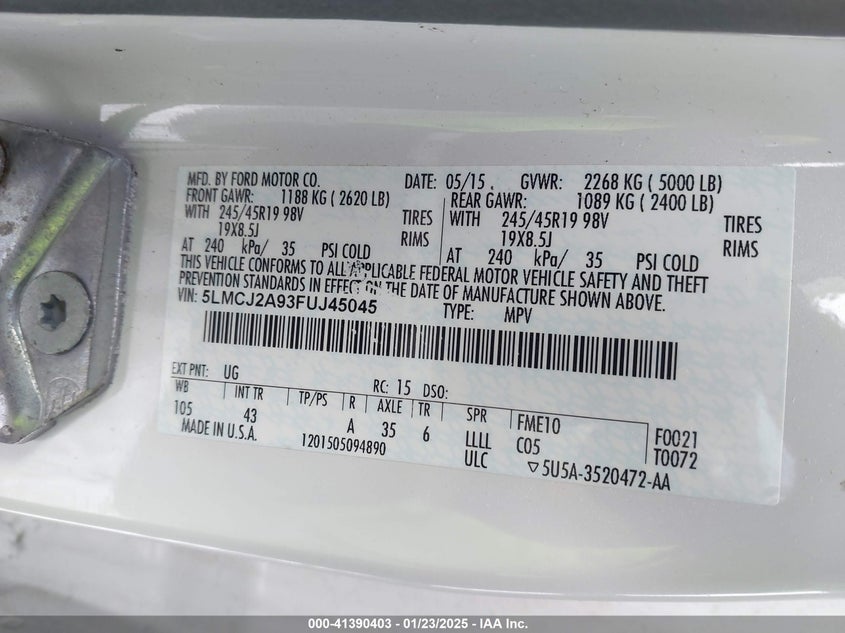 MFD. BY FORD MOTOR CO. DATE: 05/15 GVWR: 2268 KG ( 5000 LB)
FRONT GAWR: 1188 KG ( 2620 LB) REAR GAWR: 1089 KG ( 2400 LB)
WITH 245/45R19 98V TIRES WITH 245/45R19 98V TIRES
19X8.5J RIMS 19X8.5J RIMS
AT 240 kPa/ 35 PSI COLD AT 240 kPa/ 35 PSI COLD
THIS VEHICLE CONFORMS TO ALL APPLICABLE FEDERAL MOTOR VEHICLE SAFETY AND THEFT
PREVENTION STANDARDS IN EFFECT ON THE DATE OF MANUFACTURE SHOWN ABOVE.
VIN: 5LMCJ2A93FUJ45045 TYPE: MPV
EXT PNT: UG RC: 15 DSO:
WB INT TR TP/PS R AXLE TR SPR FME10 F0021
105 43 A 35 6 LLLL C05 T0072
MADE IN U.S.A. 1201505094890 ULC ▽5U5A-3520472-AA
000-41390403 - 01/23/2025 - IAA Inc.